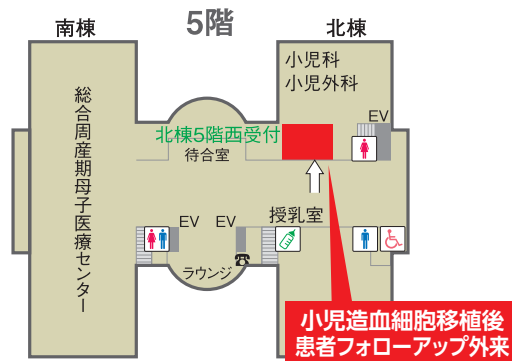 5階
南棟
北棟
小児科
小児外科
EV
総合周産期母子医療センター
北棟5階西受付
待合室
授乳室
EV
EV
ラウンジ
小児造血細胞移植後
患者フォローアップ外来